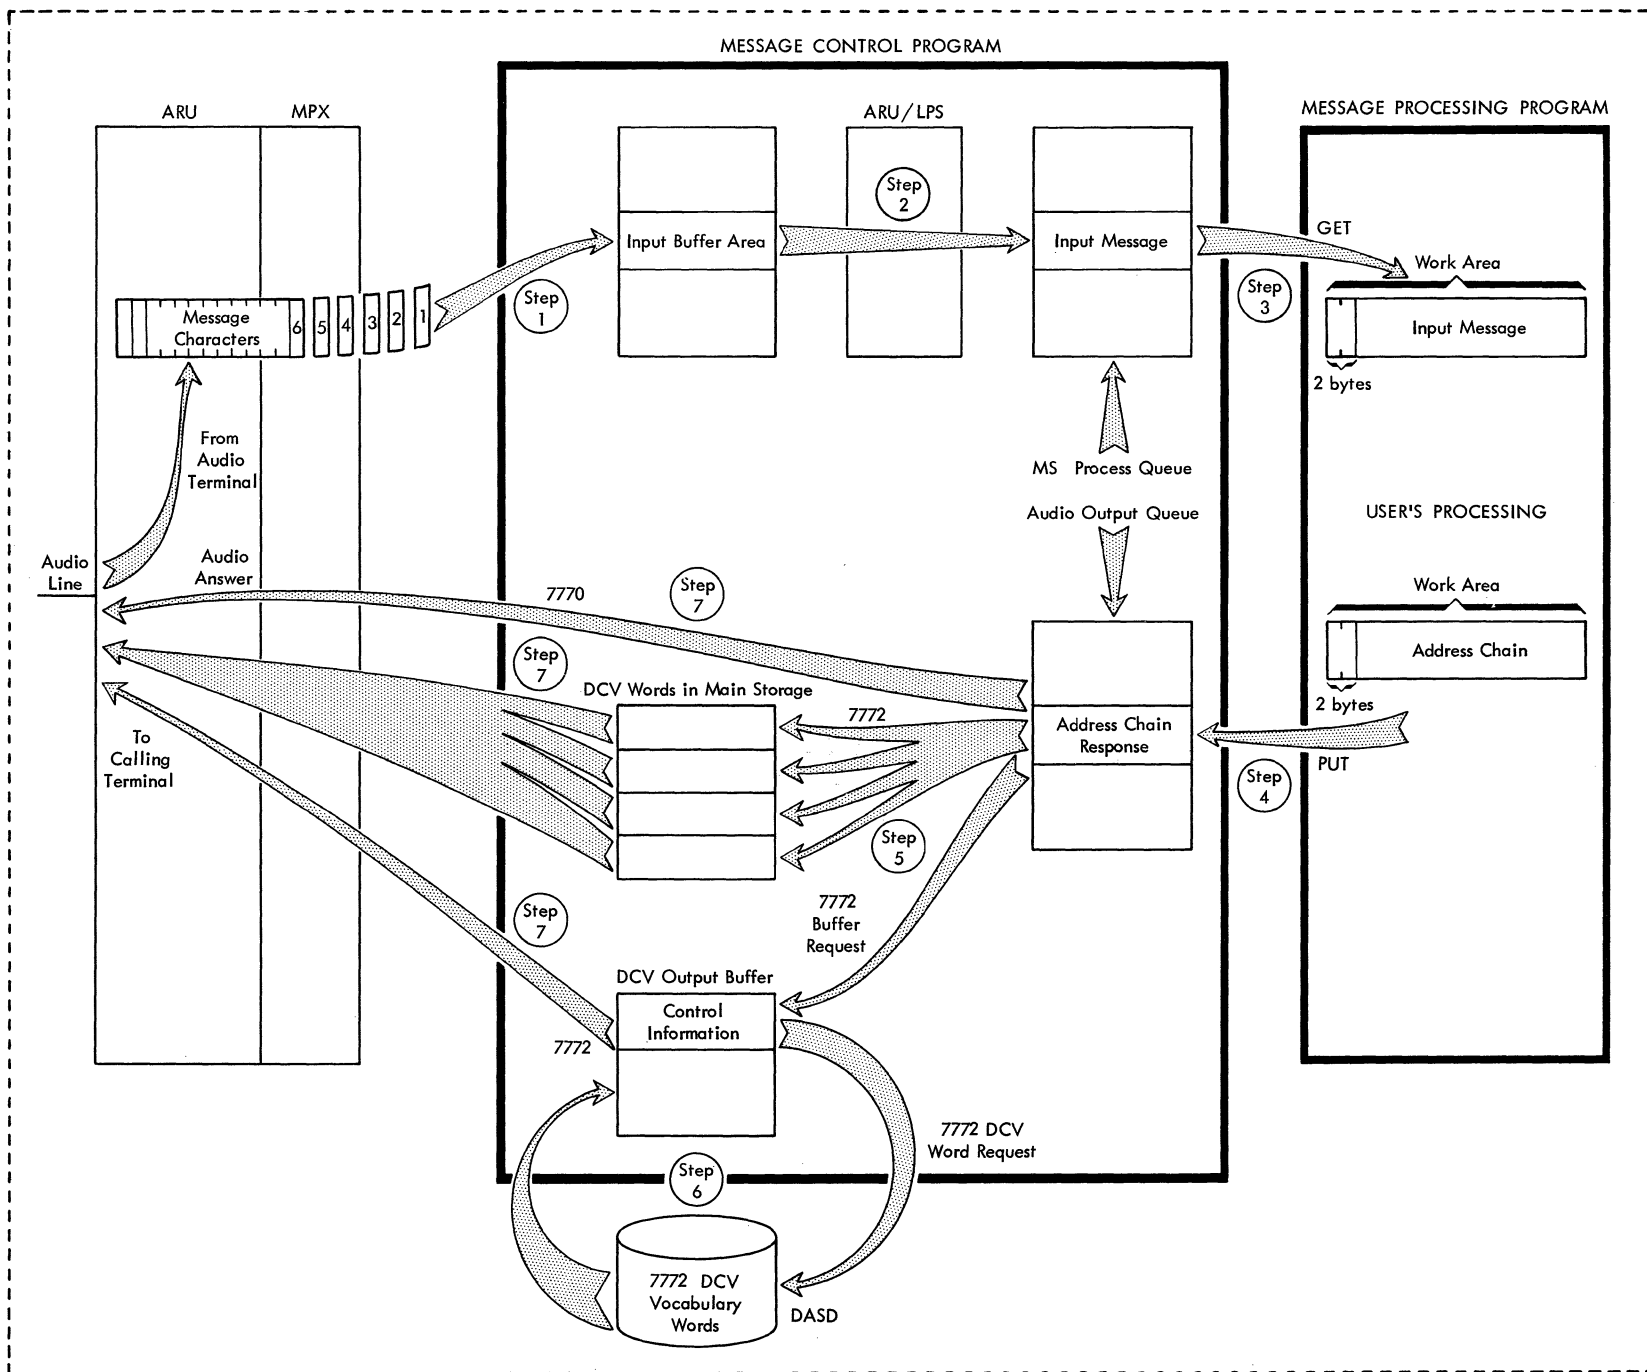 MESSAGE CONTROL PROGRAM
ARU
MPX
ARU/LPS
MESSAGE PROCESSING PROGRAM
Step
2
Input Buffer Area
Input Message
GET
Work Area
Step
1
Step
3
Message
Characters
6
5
4
3
2
1
Input Message
2 bytes
From
Audio
Terminal
MS Process Queue
Audio Output Queue
USER'S PROCESSING
Audio
Line
Audio
Answer
7770
Step
7
Work Area
Address Chain
2 bytes
Step
7
DCV Words in Main Storage
7772
Address Chain
Response
PUT
Step
4
To
Calling
Terminal
Step
5
7772
Buffer
Request
Step
7
DCV Output Buffer
Control
Information
7772
7772 DCV
Word Request
Step
6
7772 DCV
Vocabulary
Words
DASD